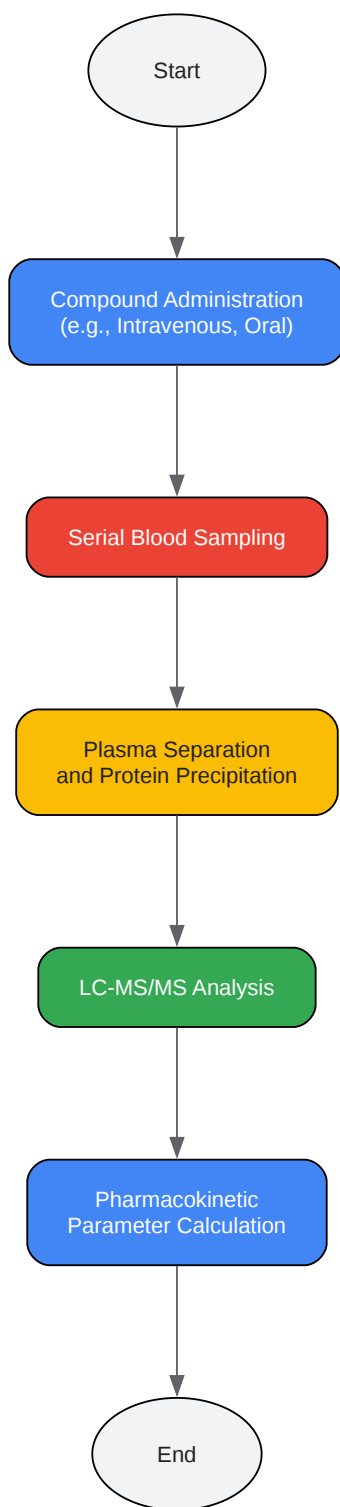 Start
Compound Administration
(e.g., Intravenous, Oral)
Serial Blood Sampling
Plasma Separation
and Protein Precipitation
LC-MS/MS Analysis
Pharmacokinetic
Parameter Calculation
End